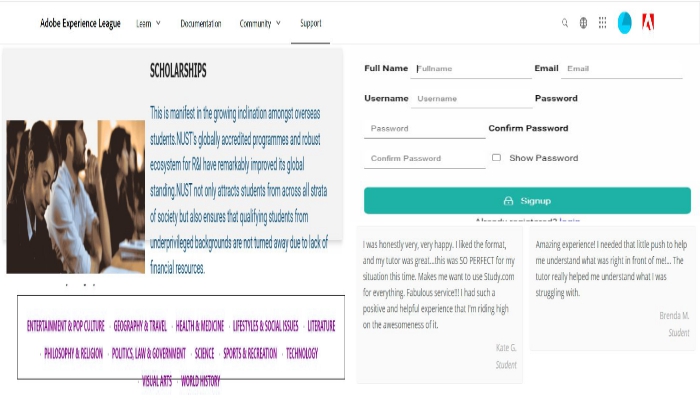 Adobe Experience League Learn Documentation Community Support
SCHOLARSHIPS
This is manifest in the growing inclination amongst overseas
students.NUST's globally accredited programmes and robust
ecosystem for R&I have remarkably improved its global
standing.NUST not only attracts students from across all strata
of society but also ensures that qualifying students from
underprivileged backgrounds are not turned away due to lack of
financial resources.
ENTERTAINMENT & POP CULTURE · GEOGRAPHY & TRAVEL · HEALTH & MEDICINE · LIFESTYLES & SOCIAL ISSUES · LITERATURE
· PHILOSOPHY & RELIGION · POLITICS, LAW & GOVERNMENT · SCIENCE · SPORTS & RECREATION · TECHNOLOGY
· VISUAL ARTS · WORLD HISTORY
Full Name Fullname Email Email
Username Username Password
Password Confirm Password
Confirm Password Show Password
Signup
Already registered? login
I was honestly very, very happy. I liked the format,
and my tutor was great...this was SO PERFECT for my
situation this time. Makes me want to use Study.com
for everything. Fabulous service!!! I had such a
positive and helpful experience that I'm riding high
on the awesomeness of it.
Kate G.
Student
Amazing experience! I needed that little push to help
me understand what was right in front of me!... The
tutor really helped me understand what I was
struggling with.
Brenda M.
Student